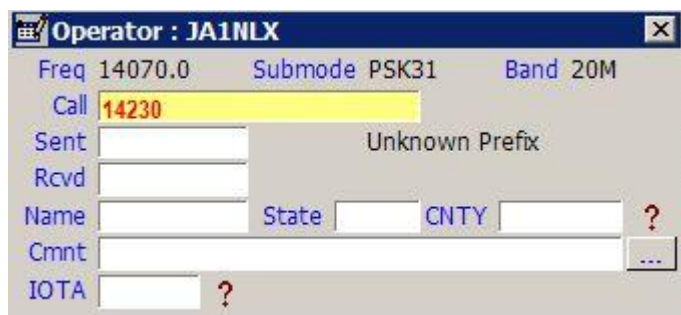 Operator : JA1NLX
Freq 14070.0 Submode PSK31 Band 20M
Call 14230
Sent Unknown Prefix
Rcvd
Name State CNTY ?
Cmnt ...
IOTA ?